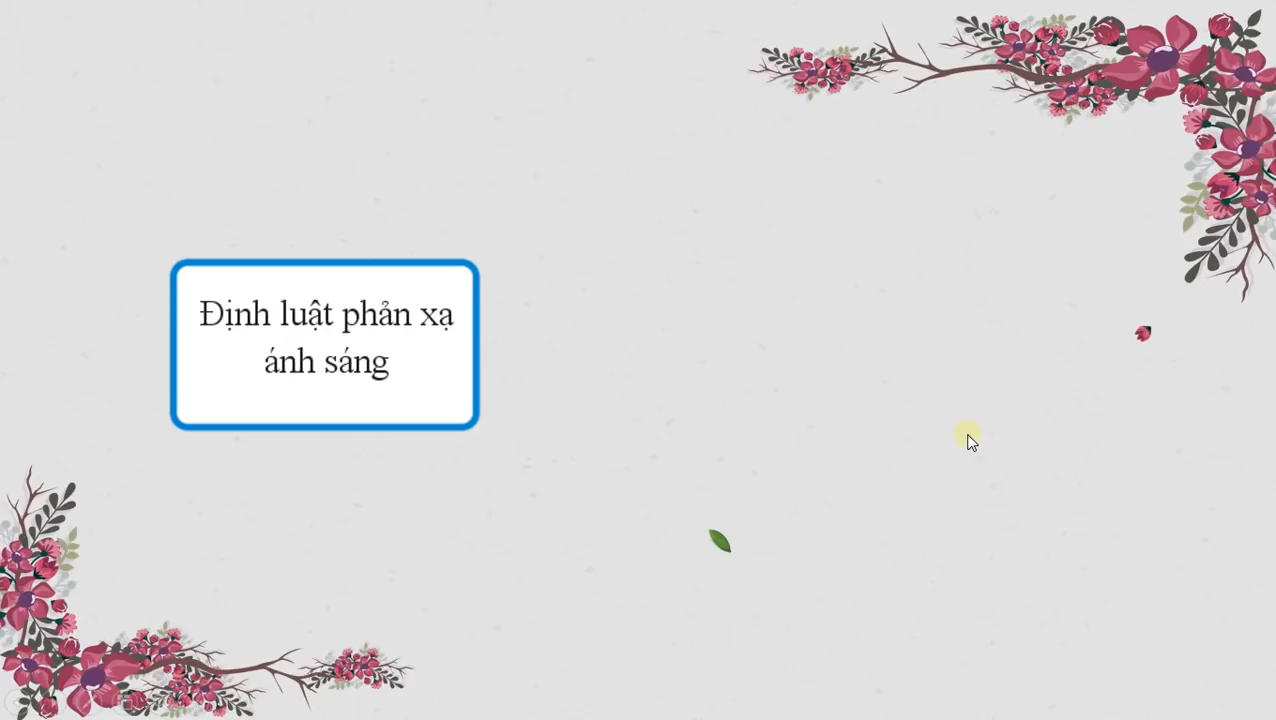 Định luật phản xạ
ánh sáng